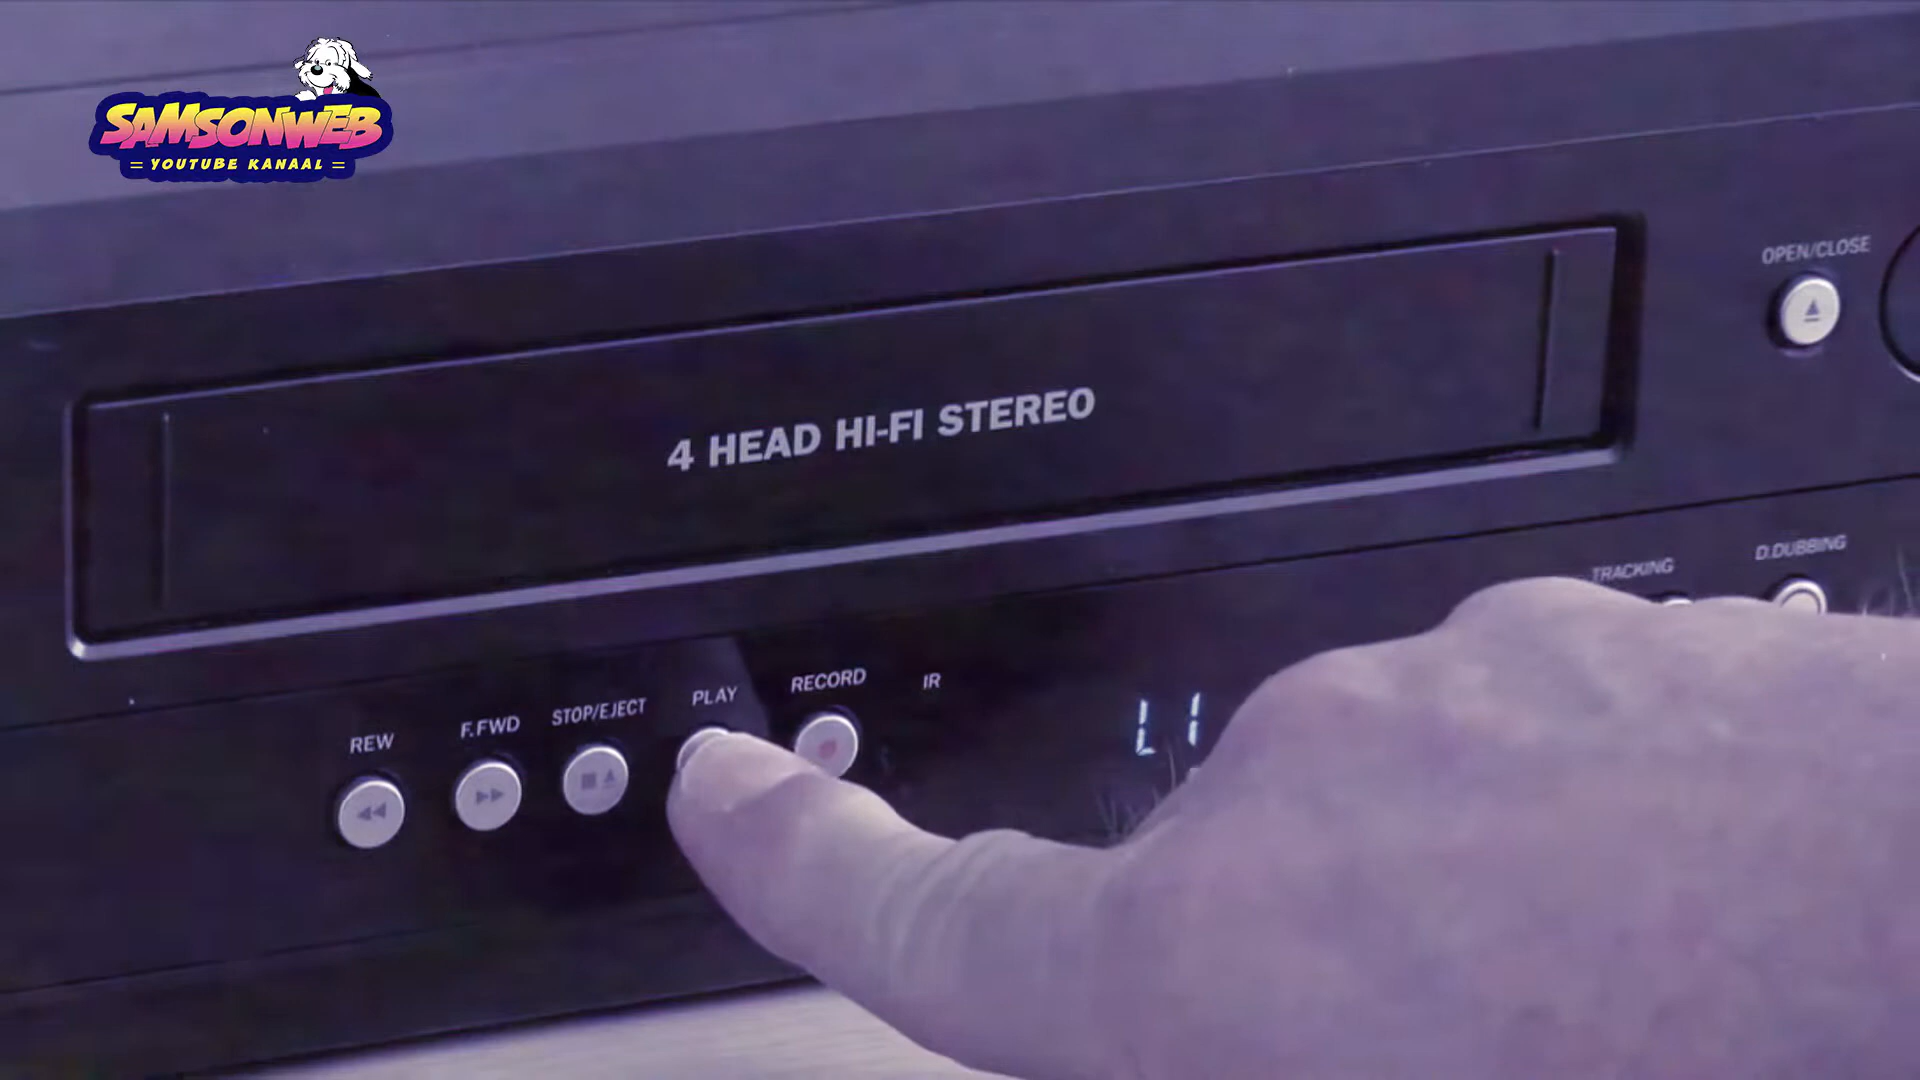 SAMSONWEB
= YOUTUBE KANAAL =
OPEN/CLOSE
4 HEAD HI-FI STEREO
TRACKING
D.DUBBING
REW
F.FWD
STOP/EJECT
PLAY
RECORD
IR
L1